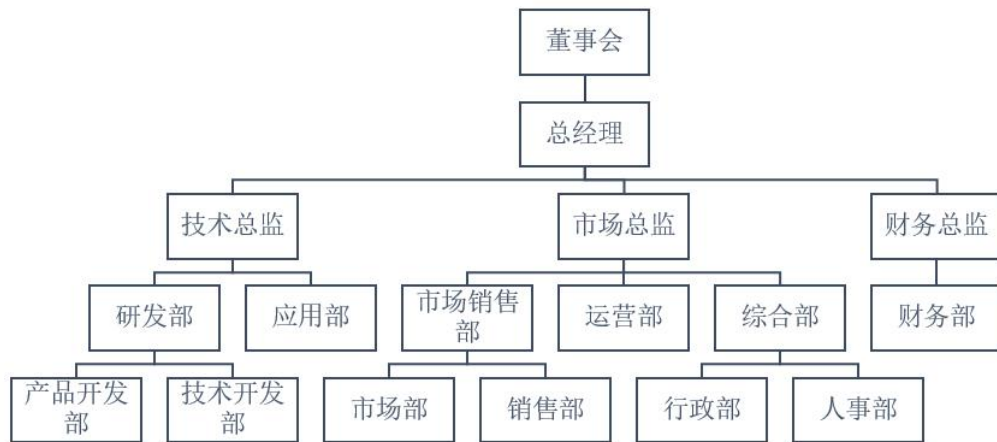 董事会
总经理
技术总监
市场总监
财务总监
研发部
应用部
市场销售
部
运营部
综合部
财务部
产品开发
部
技术开发
部
市场部
销售部
行政部
人事部